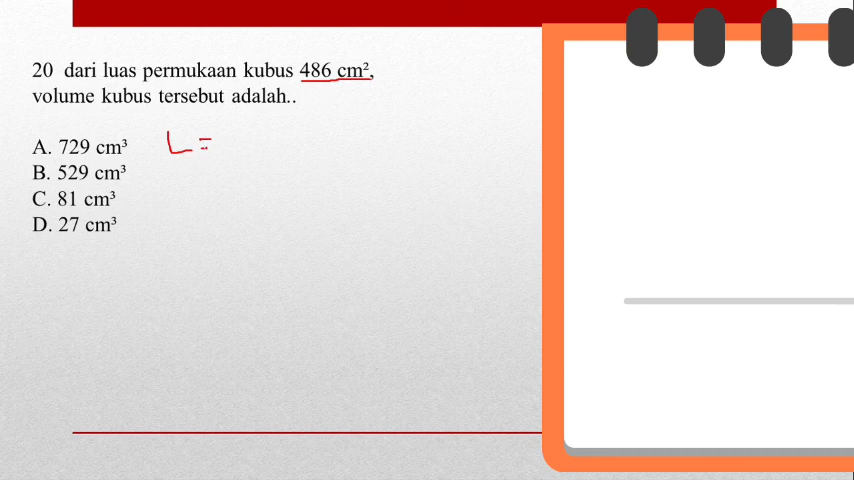 20 dari luas permukaan kubus 486 cm²,
volume kubus tersebut adalah..
A. 729 cm³
L =
B. 529 cm³
C. 81 cm³
D. 27 cm³